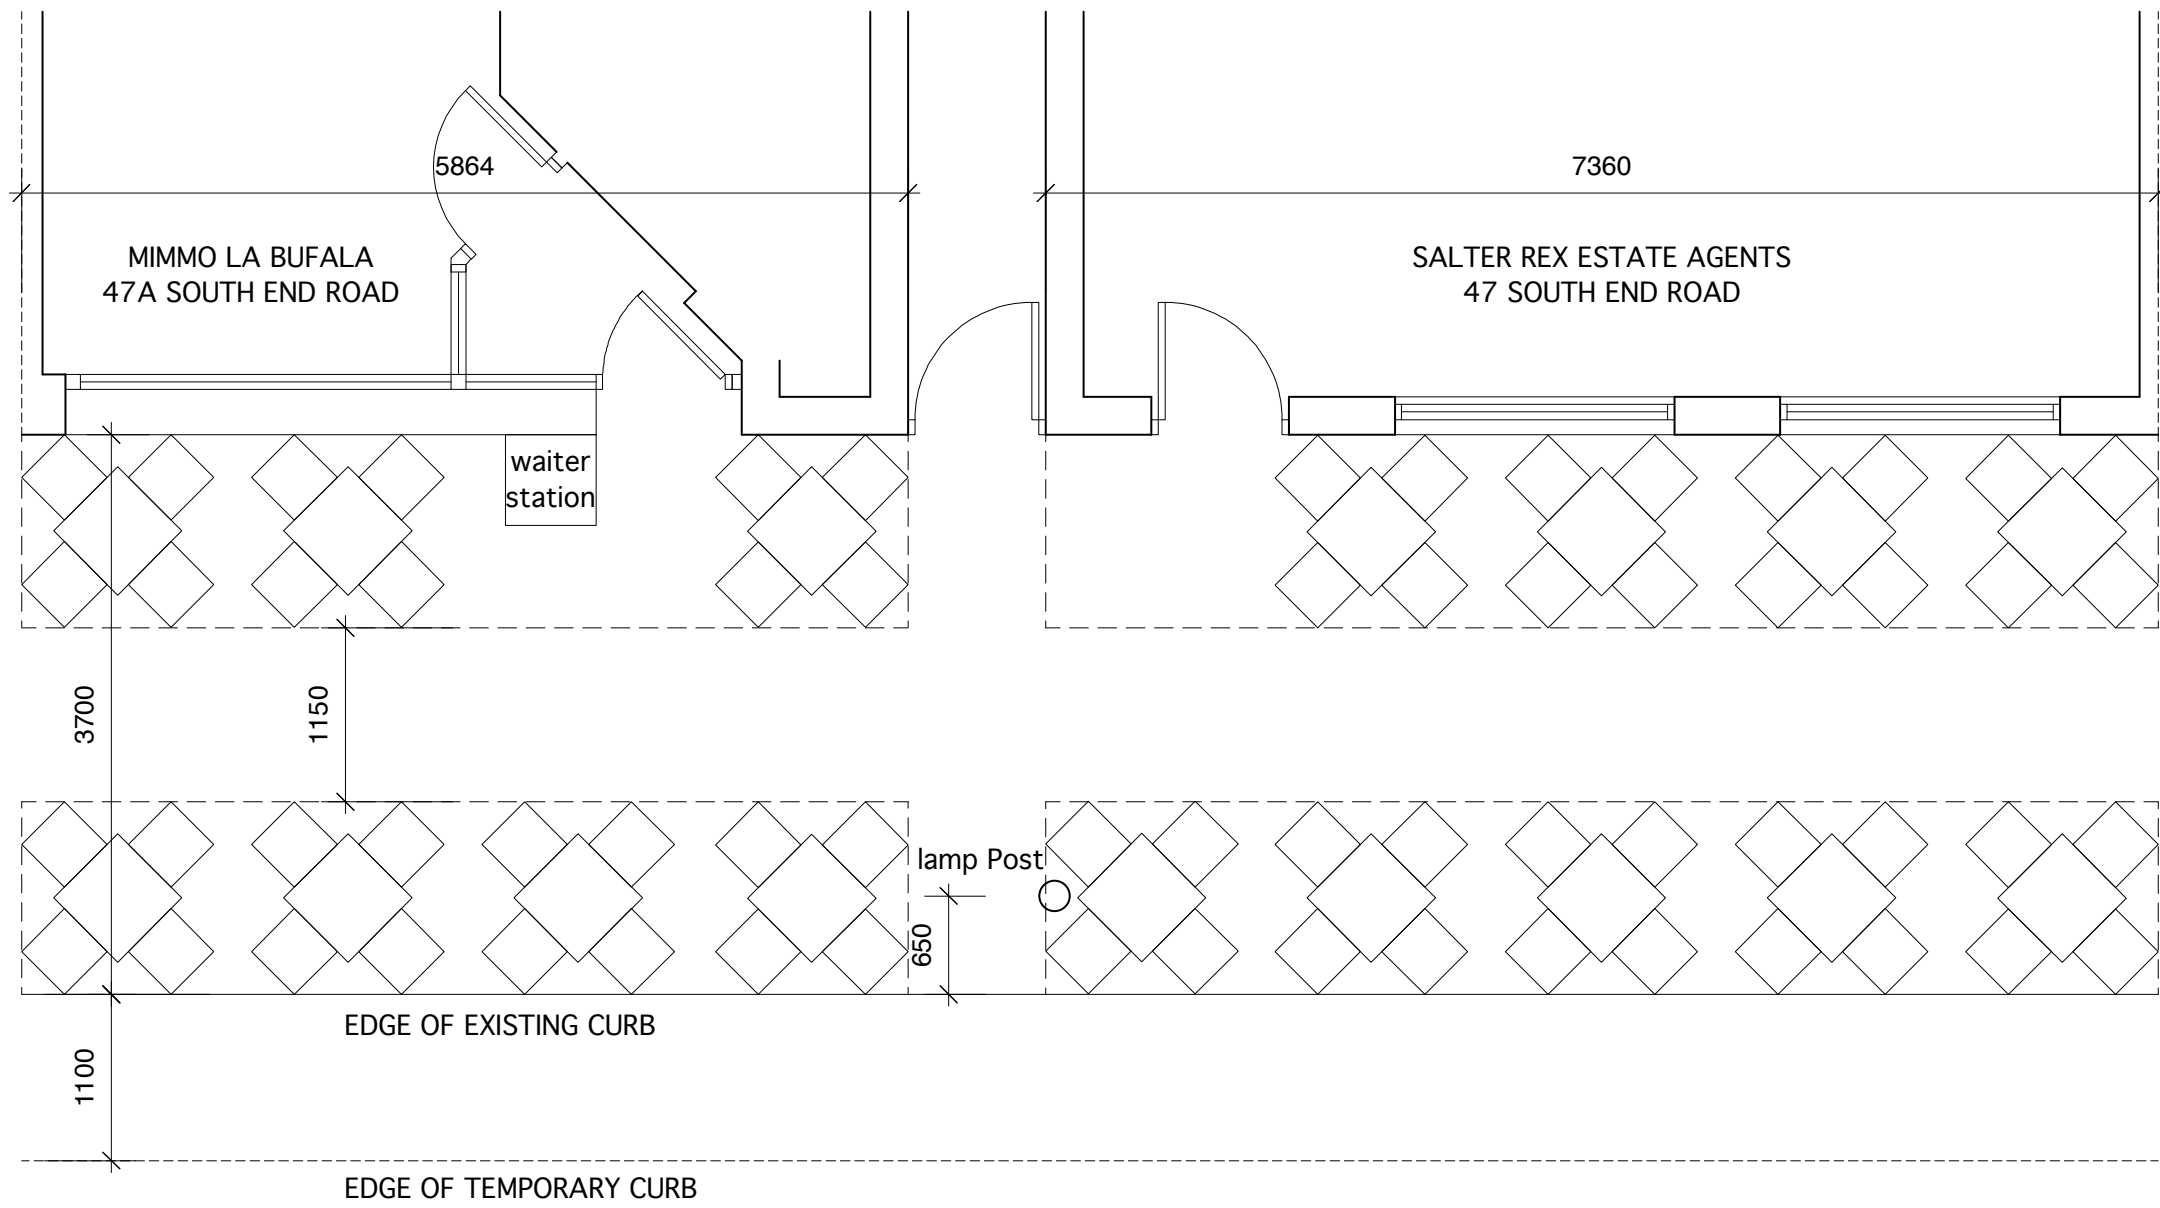 5864
7360
MIMMO LA BUFALA
47A SOUTH END ROAD
SALTER REX ESTATE AGENTS
47 SOUTH END ROAD
waiter
station
3700
1150
lamp Post
650
EDGE OF EXISTING CURB
1100
EDGE OF TEMPORARY CURB